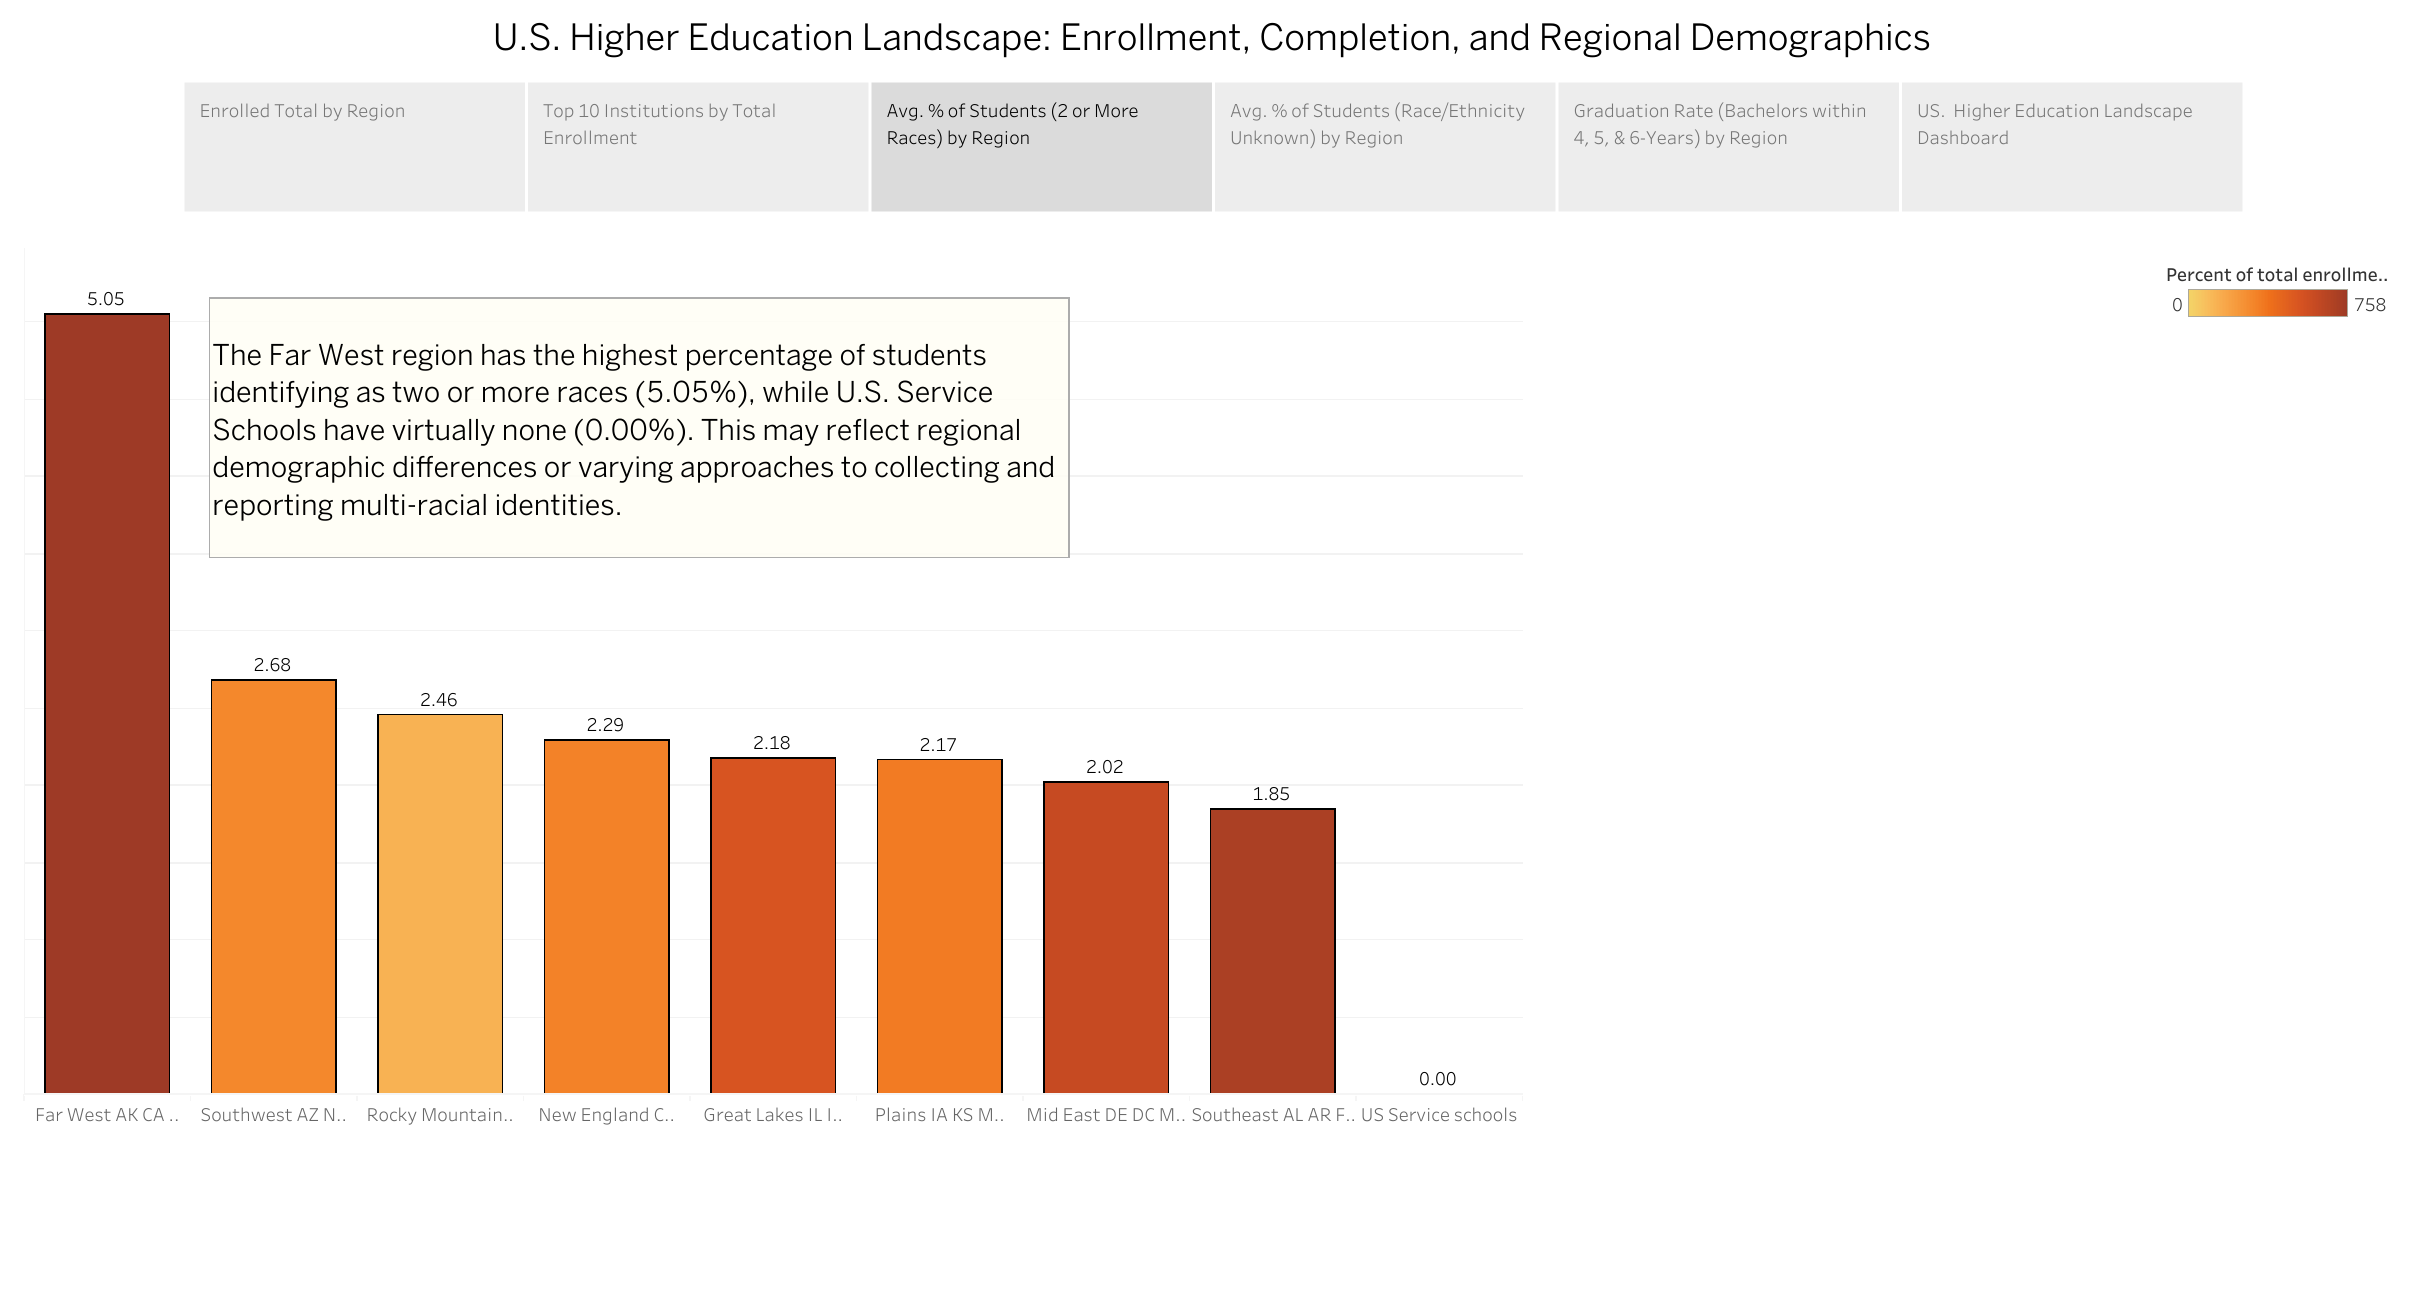 U.S. Higher Education Landscape: Enrollment, Completion, and Regional Demographics
Enrolled Total by Region
Top 10 Institutions by Total
Enrollment
Avg. % of Students (2 or More
Races) by Region
Avg. % of Students (Race/Ethnicity
Unknown) by Region
Graduation Rate (Bachelors within
4, 5, & 6-Years) by Region
US.  Higher Education Landscape
Dashboard
Percent of total enrollme..
0
758
5.05
The Far West region has the highest percentage of students
identifying as two or more races (5.05%), while U.S. Service
Schools have virtually none (0.00%). This may reflect regional
demographic differences or varying approaches to collecting and
reporting multi-racial identities.
2.68
2.46
2.29
2.18
2.17
2.02
1.85
0.00
Far West AK CA ..
Southwest AZ N..
Rocky Mountain..
New England C..
Great Lakes IL I..
Plains IA KS M..
Mid East DE DC M..
Southeast AL AR F..
US Service schools